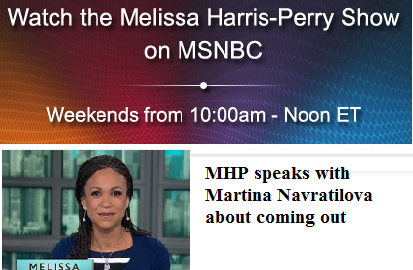 Watch the Melissa Harris-Perry Show
on MSNBC
Weekends from 10:00am - Noon ET
MHP speaks with
Martina Navratilova
about coming out
MELISSA